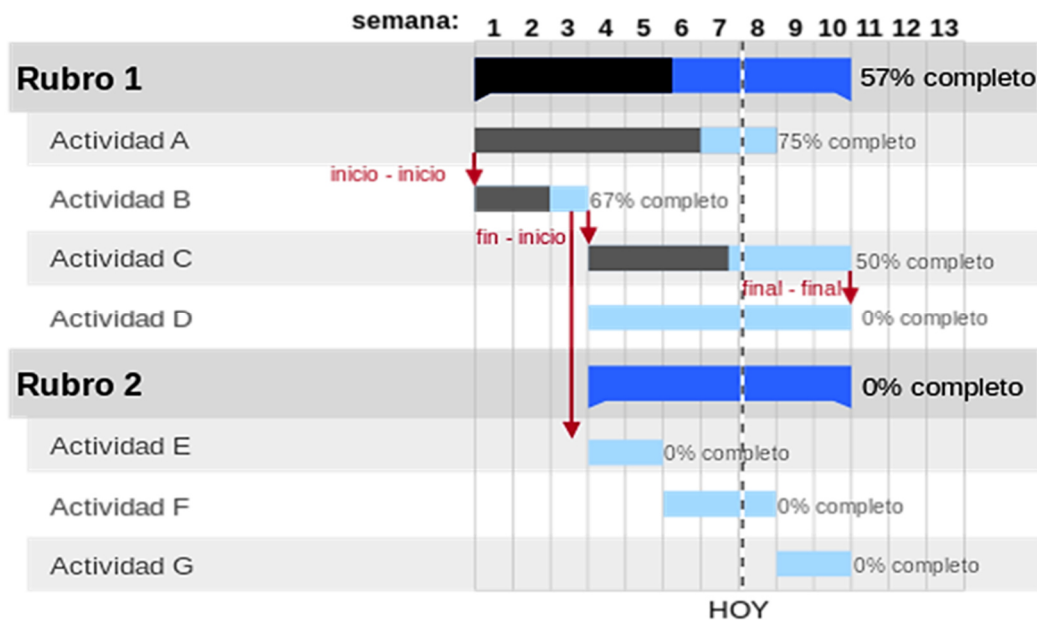 semana: 1 2 3 4 5 6 7 8 9 10 11 12 13
Rubro 1 57% completo
Actividad A 75% completo
inicio - inicio
Actividad B 67% completo
fin - inicio
Actividad C 50% completo
final - final
Actividad D 0% completo
Rubro 2 0% completo
Actividad E 0% completo
Actividad F 0% completo
Actividad G 0% completo
HOY